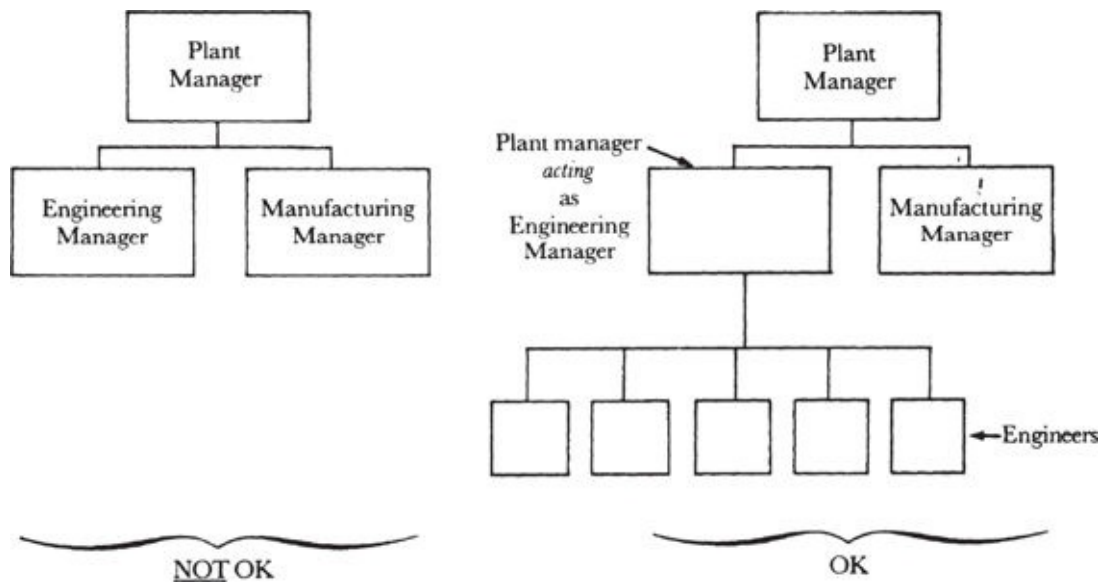 Plant
Manager
Engineering
Manager
Manufacturing
Manager
NOT OK
Plant
Manager
Plant manager
acting
as
Engineering
Manager
Manufacturing
Manager
Engineers
OK